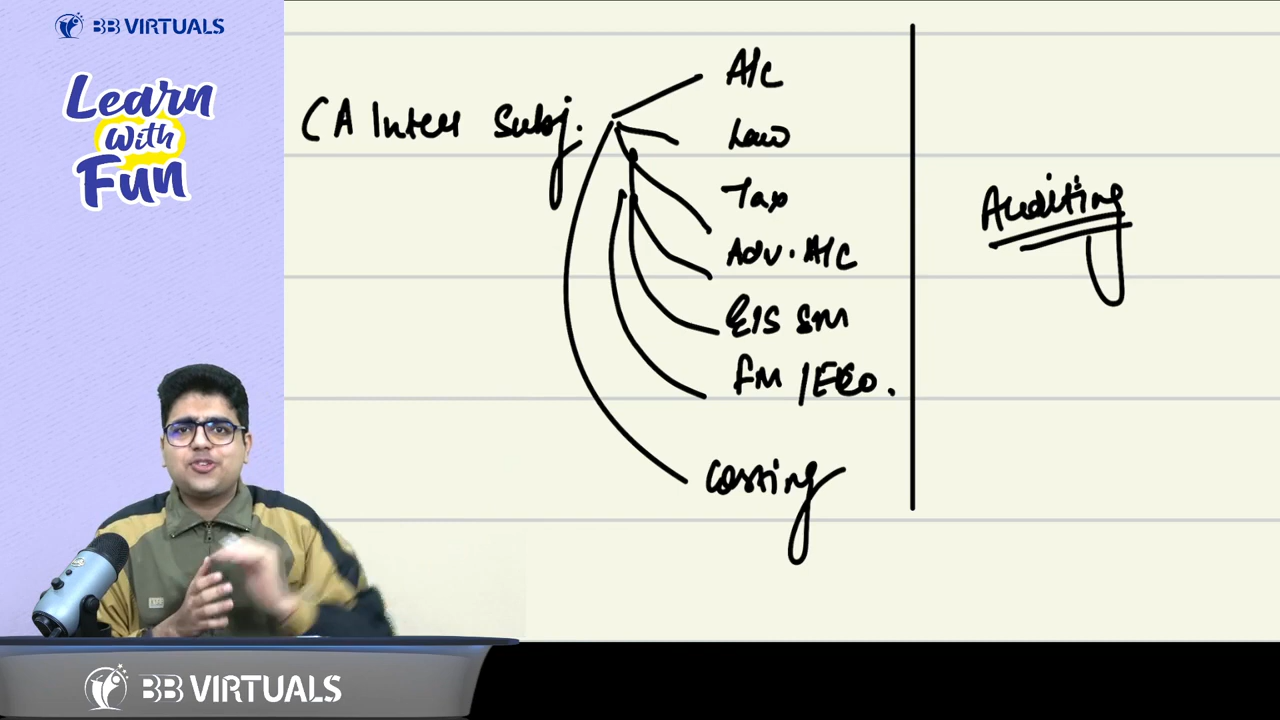 BB VIRTUALS
Learn
With
Fun
CA Inter Subj.
A/c
Law
Tax
Adv. A/c
EIS SM
FM / ECO.
Costing
Auditing
BB VIRTUALS